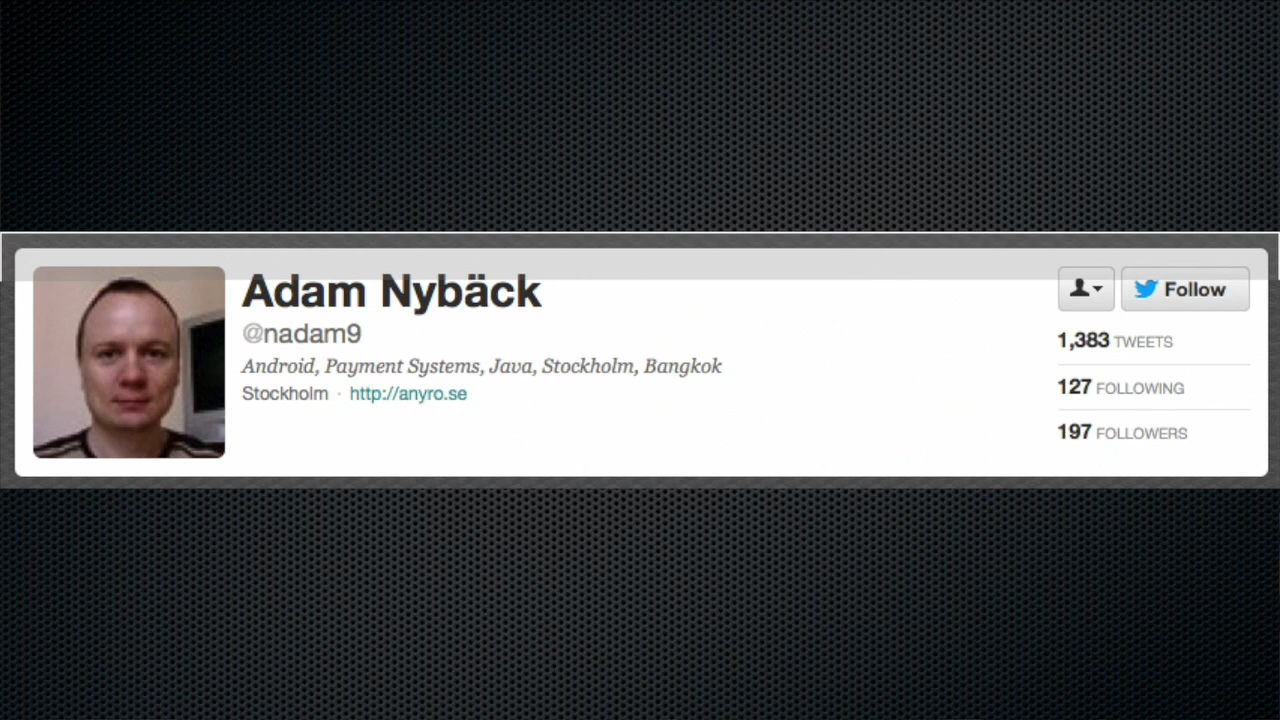 Adam Nybäck
@nadam9
Android, Payment Systems, Java, Stockholm, Bangkok
Stockholm · http://anyro.se
Follow
1,383 TWEETS
127 FOLLOWING
197 FOLLOWERS